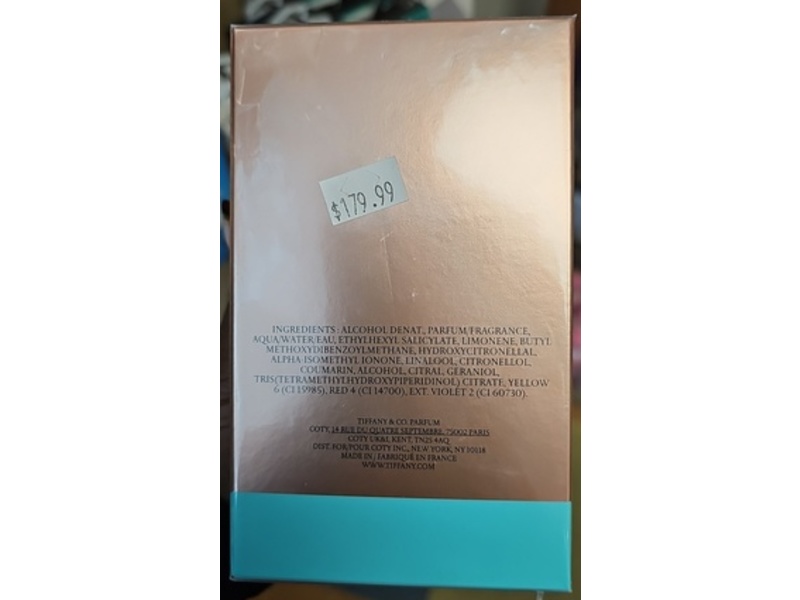 $179.99
INGREDIENTS : ALCOHOL DENAT., PARFUM/FRAGRANCE,
AQUA/WATER/EAU, ETHYLHEXYL SALICYLATE, LIMONENE, BUTYL
METHOXYDIBENZOYLMETHANE, HYDROXYCITRONELLAL,
ALPHA-ISOMETHYL IONONE, LINALOOL, CITRONELLOL,
COUMARIN, ALCOHOL, CITRAL, GERANIOL,
TRIS(TETRAMETHYLHYDROXYPIPERIDINOL) CITRATE, YELLOW
6 (CI 15985), RED 4 (CI 14700), EXT. VIOLET 2 (CI 60730).
TIFFANY & CO. PARFUM
COTY, 14 RUE DU QUATRE SEPTEMBRE, 75002 PARIS
COTY UK&I, KENT, TN25 4AQ
DIST. FOR/POUR COTY INC., NEW YORK, NY 10118
MADE IN / FABRIQUÉ EN FRANCE
WWW.TIFFANY.COM